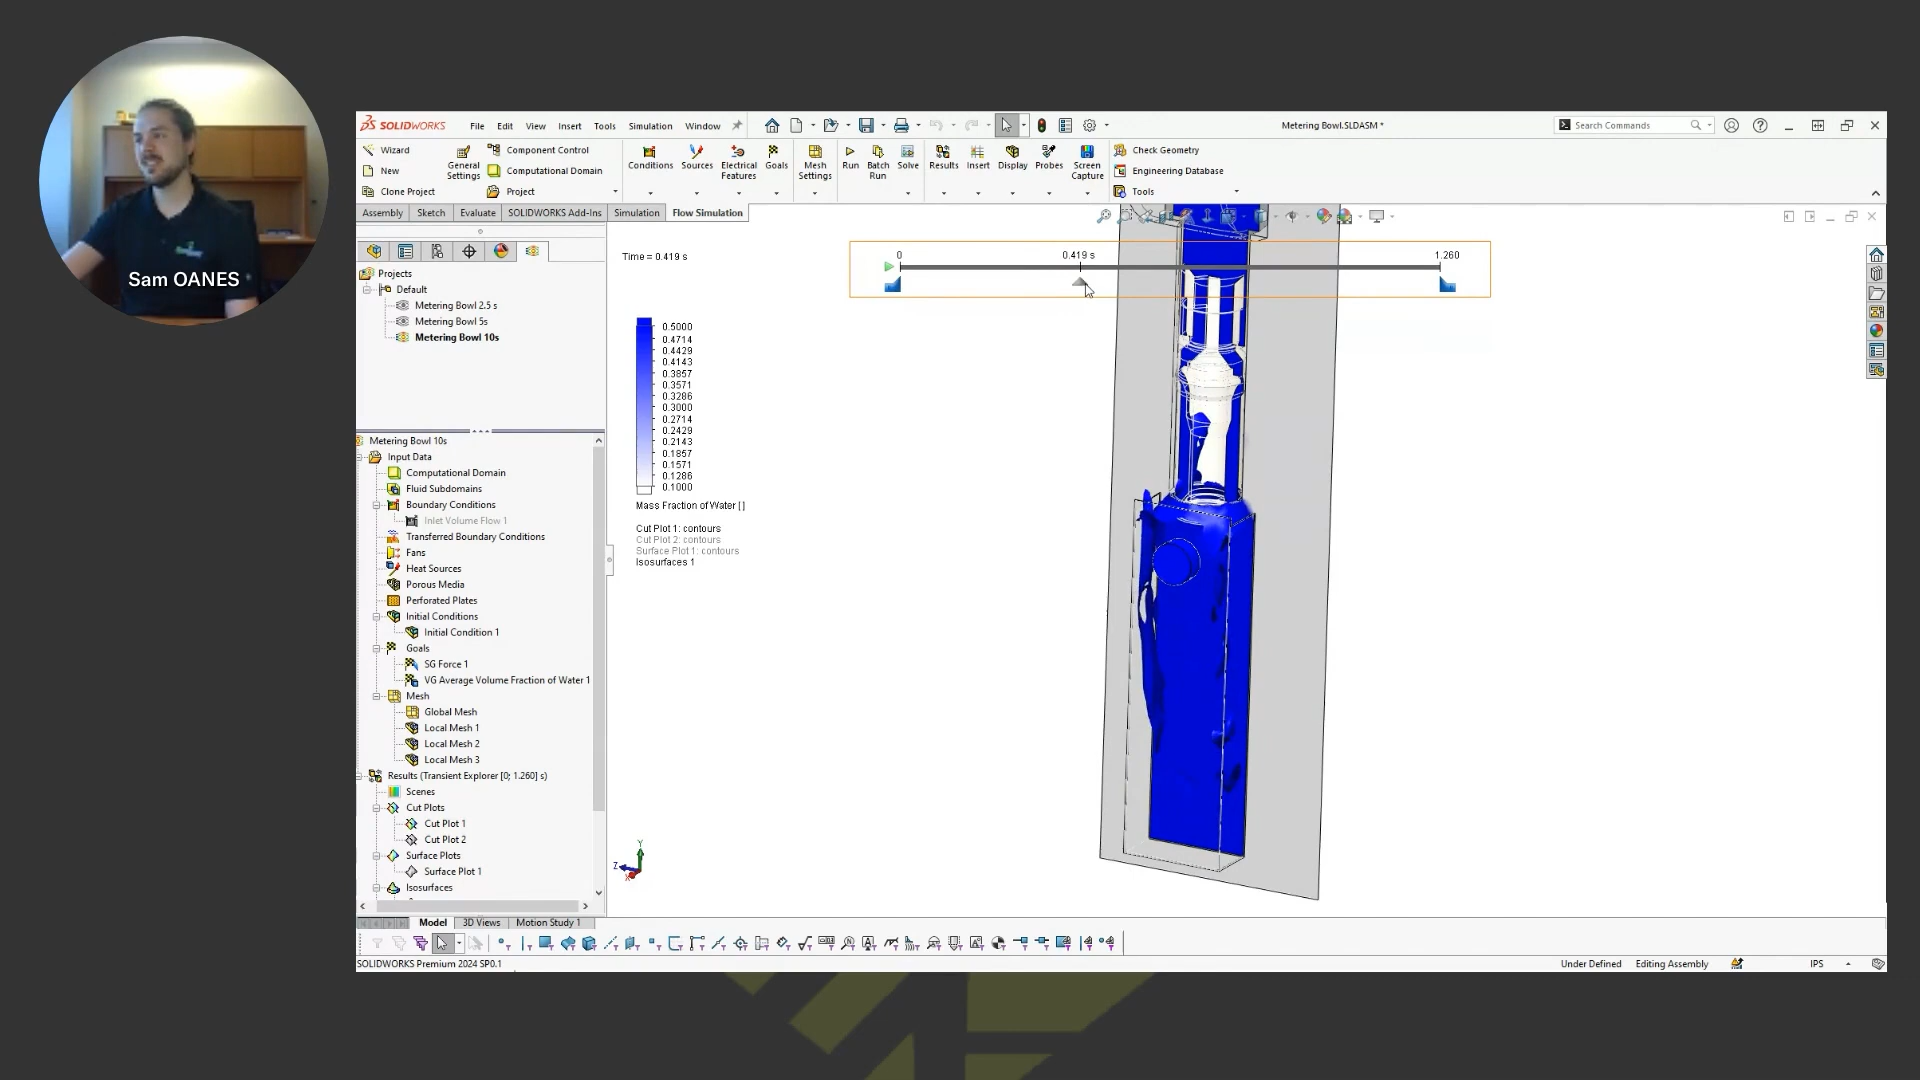 Sam OANES
SOLIDWORKS
File Edit View Insert Tools Simulation Window
Metering Bowl.SLDASM *
Search Commands
Wizard
New
Clone Project
General Settings
Component Control
Computational Domain
Project
Conditions
Sources
Electrical Features
Goals
Mesh Settings
Run
Batch Run
Solve
Results
Insert
Display
Probes
Screen Capture
Check Geometry
Engineering Database
Tools
Assembly Sketch Evaluate SOLIDWORKS Add-Ins Simulation Flow Simulation
Projects
Default
Metering Bowl 2.5 s
Metering Bowl 5s
Metering Bowl 10s
Metering Bowl 10s
Input Data
Computational Domain
Fluid Subdomains
Boundary Conditions
Inlet Volume Flow 1
Transferred Boundary Conditions
Fans
Heat Sources
Porous Media
Perforated Plates
Initial Conditions
Initial Condition 1
Goals
SG Force 1
VG Average Volume Fraction of Water 1
Mesh
Global Mesh
Local Mesh 1
Local Mesh 2
Local Mesh 3
Results (Transient Explorer [0; 1.260] s)
Scenes
Cut Plots
Cut Plot 1
Cut Plot 2
Surface Plots
Surface Plot 1
Isosurfaces
Time = 0.419 s
0 0.419 s 1.260
0.5000
0.4714
0.4429
0.4143
0.3857
0.3571
0.3286
0.3000
0.2714
0.2429
0.2143
0.1857
0.1571
0.1286
0.1000
Mass Fraction of Water [ ]
Cut Plot 1: contours
Cut Plot 2: contours
Surface Plot 1: contours
Isosurfaces 1
Y
Z
X
Model 3D Views Motion Study 1
SOLIDWORKS Premium 2024 SP0.1
Under Defined Editing Assembly IPS